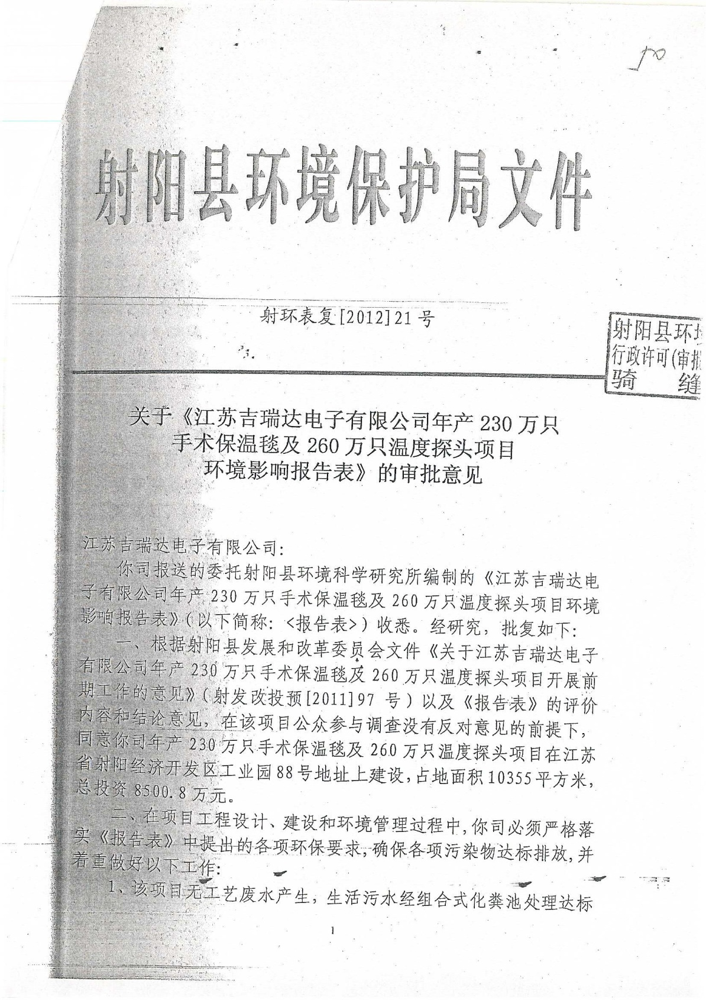 射阳县环境保护局文件
射环表复[2012]21号
射阳县环
行政许可(审批
骑 缝
关于《江苏吉瑞达电子有限公司年产230万只
手术保温毯及260万只温度探头项目
环境影响报告表》的审批意见
江苏吉瑞达电子有限公司:
你司报送的委托射阳县环境科学研究所编制的《江苏吉瑞达电
子有限公司年产230万只手术保温毯及260万只温度探头项目环境
影响报告表》(以下简称:<报告表>)收悉。经研究,批复如下:
一、根据射阳县发展和改革委员会文件《关于江苏吉瑞达电子
有限公司年产230万只手术保温毯及260万只温度探头项目开展前
期工作的意见》(射发改投预[2011]97号)以及《报告表》的评价
内容和结论意见,在该项目公众参与调查没有反对意见的前提下,
同意你司年产230万只手术保温毯及260万只温度探头项目在江苏
省射阳经济开发区工业园88号地址上建设,占地面积10355平方米,
总投资8500.8万元。
二、在项目工程设计、建设和环境管理过程中,你司必须严格落
实《报告表》中提出的各项环保要求,确保各项污染物达标排放,并
着重做好以下工作:
1、该项目无工艺废水产生,生活污水经组合式化粪池处理达标
1